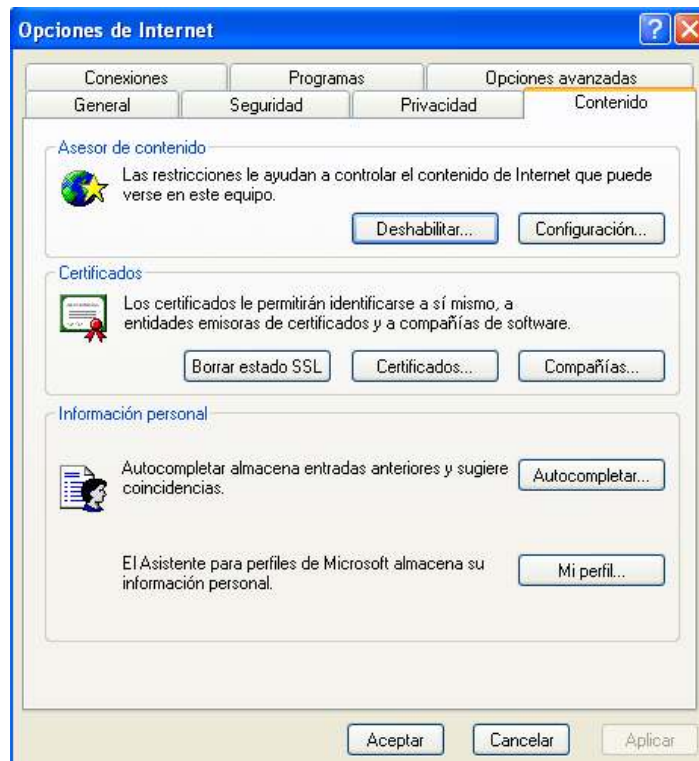 Opciones de Internet
Conexiones Programas Opciones avanzadas
General Seguridad Privacidad Contenido
Asesor de contenido
Las restricciones le ayudan a controlar el contenido de Internet que puede
verse en este equipo.
Deshabilitar... Configuración...
Certificados
Los certificados le permitirán identificarse a sí mismo, a
entidades emisoras de certificados y a compañías de software.
Borrar estado SSL Certificados... Compañías...
Información personal
Autocompletar almacena entradas anteriores y sugiere
coincidencias.
Autocompletar...
El Asistente para perfiles de Microsoft almacena su
información personal.
Mi perfil...
Aceptar Cancelar Aplicar